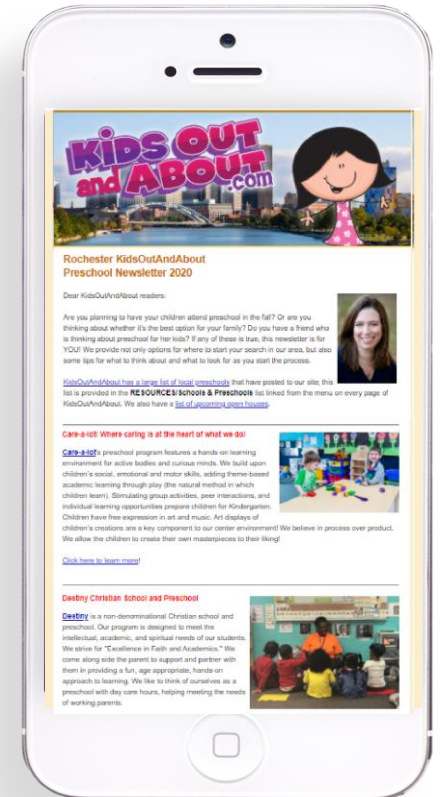 KiDS OUT
and ABOUT
.com
Rochester KidsOutAndAbout
Preschool Newsletter 2020
Dear KidsOutAndAbout readers:
Are you planning to have your children attend preschool in the fall? Or are you
thinking about whether it's the best option for your family? Do you have a friend who
is thinking about preschool for her kids? If any of these is true, this newsletter is for
YOU! We provide not only options for where to start your search in our area, but also
some tips for what to think about and what to look for as you start the process.
KidsOutAndAbout has a large list of local preschools that have posted to our site; this
list is provided in the RESOURCES/Schools & Preschools list linked from the menu on every page of
KidsOutAndAbout. We also have a list of upcoming open houses.
Care-a-lot! Where caring is at the heart of what we do!
Care-a-lot's preschool program features a hands-on learning
environment for active bodies and curious minds. We build upon
children's social, emotional and motor skills, adding theme-based
academic learning through play (the natural method in which
children learn). Stimulating group activities, peer interactions, and
individual learning opportunities prepare children for Kindergarten.
Children have free expression in art and music. Art displays of
children's creations are a key component to our center environment! We believe in process over product.
We allow the children to create their own masterpieces to their liking!
Click here to learn more!
Destiny Christian School and Preschool
Destiny is a non-denominational Christian school and
preschool. Our program is designed to meet the
intellectual, academic, and spiritual needs of our students.
We strive for "Excellence in Faith and Academics." We
come along side the parent to support and partner with
them in providing a fun, age appropriate, hands-on
approach to learning. We like to think of ourselves as a
preschool with day care hours, helping meeting the needs
of working parents.